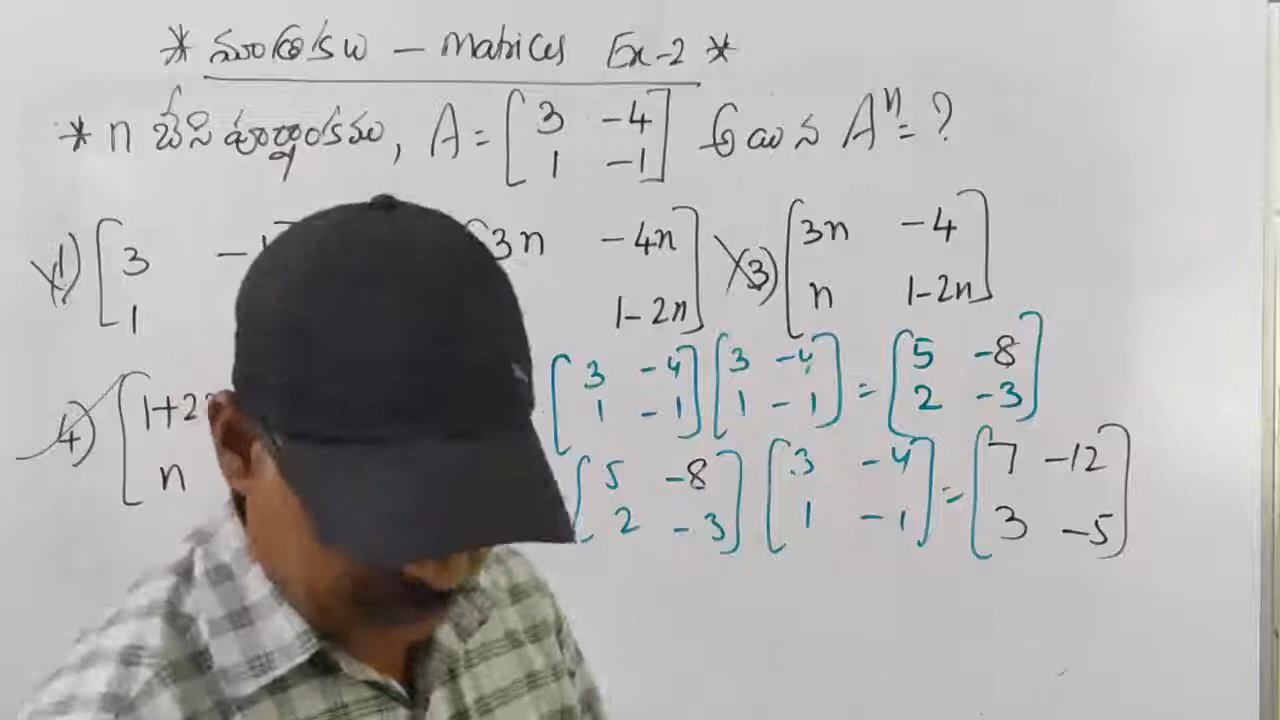 * మాత్రికలు - Matrices Ex-2 *
* n బేసి పూర్ణాంకము, A = [3 -4; 1 -1] అయిన Aⁿ = ?
1) [3 -; 1   2) [3n -4n; 1-2n] 3) [3n -4; n 1-2n]
[3 -4; 1 -1] [3 -4; 1 -1] = [5 -8; 2 -3]
4) [1+2; n
[5 -8; 2 -3] [3 -4; 1 -1] = [7 -12; 3 -5]